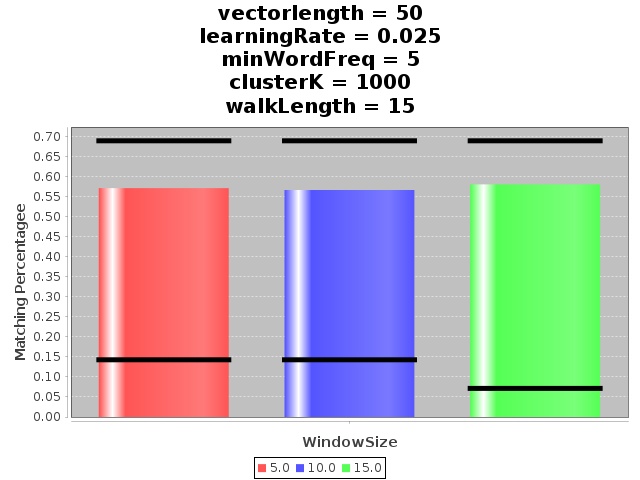 vectorlength = 50
learningRate = 0.025
minWordFreq = 5
clusterK = 1000
walkLength = 15
0.70
0.65
0.60
0.55
0.50
0.45
0.40
0.35
0.30
0.25
0.20
0.15
0.10
0.05
0.00
Matching Percentagee
WindowSize
5.0 10.0 15.0